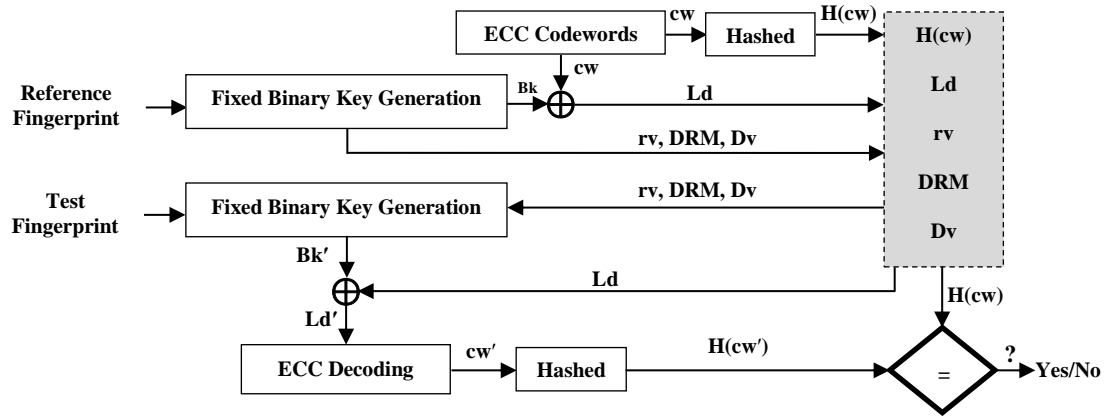 ECC Codewords
cw
Hashed
H(cw)
H(cw)
cw
Reference
Fingerprint
Fixed Binary Key Generation
Bk
Ld
Ld
rv, DRM, Dv
rv
Test
Fingerprint
Fixed Binary Key Generation
rv, DRM, Dv
DRM
Dv
Bk′
Ld
H(cw)
Ld′
ECC Decoding
cw′
Hashed
H(cw′)
=
?
Yes/No